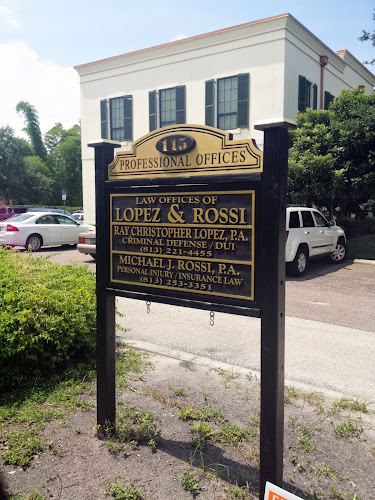 115
PROFESSIONAL OFFICES
LAW OFFICES OF
LOPEZ & ROSSI
RAY CHRISTOPHER LOPEZ, P.A.
CRIMINAL DEFENSE / DUI
(813) 221-4455
MICHAEL J. ROSSI, P.A.
PERSONAL INJURY / INSURANCE LAW
(813) 253-3351